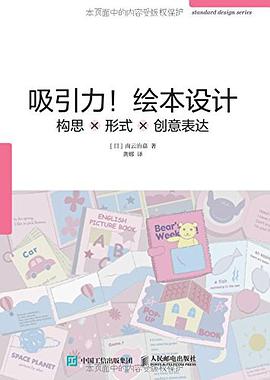 本页面中的内容受版权保护
standard design series
吸引力！绘本设计
构思 × 形式 × 创意表达
［日］南云治嘉 著
龚娜 译
ENGLISH
PICTURE BOOK
Bear's
Week
Car
POP-UP
BOOK
SPACE PLANET
中国工信出版集团
人民邮电出版社
本页面中的内容受版权保护